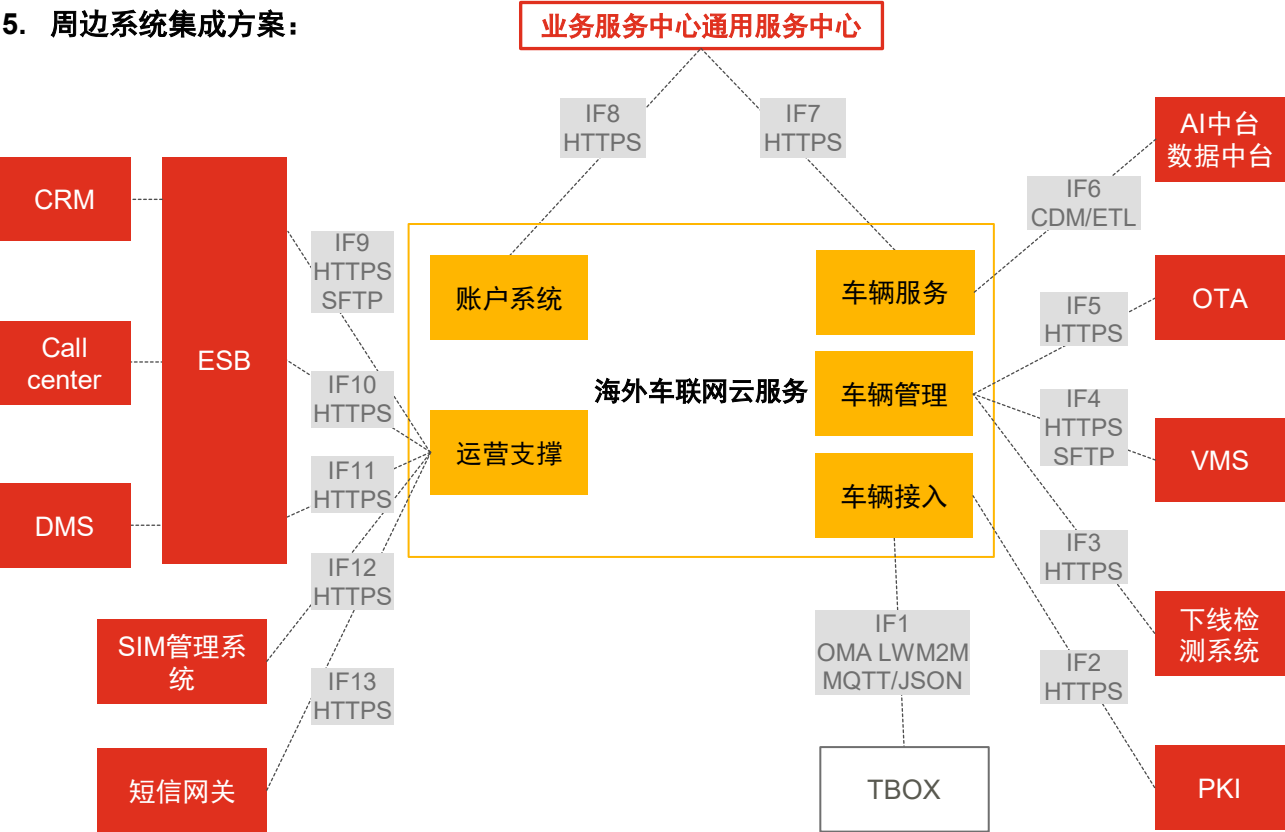 5. 周边系统集成方案：
业务服务中心通用服务中心
IF8
HTTPS
IF7
HTTPS
AI中台
数据中台
CRM
IF6
CDM/ETL
IF9
HTTPS
SFTP
账户系统
车辆服务
OTA
IF5
HTTPS
Call
center
ESB
海外车联网云服务
车辆管理
IF10
HTTPS
IF4
HTTPS
SFTP
运营支撑
VMS
IF11
HTTPS
车辆接入
DMS
IF3
HTTPS
IF12
HTTPS
SIM管理系
统
IF1
OMA LWM2M
MQTT/JSON
下线检
测系统
IF2
HTTPS
IF13
HTTPS
短信网关
TBOX
PKI